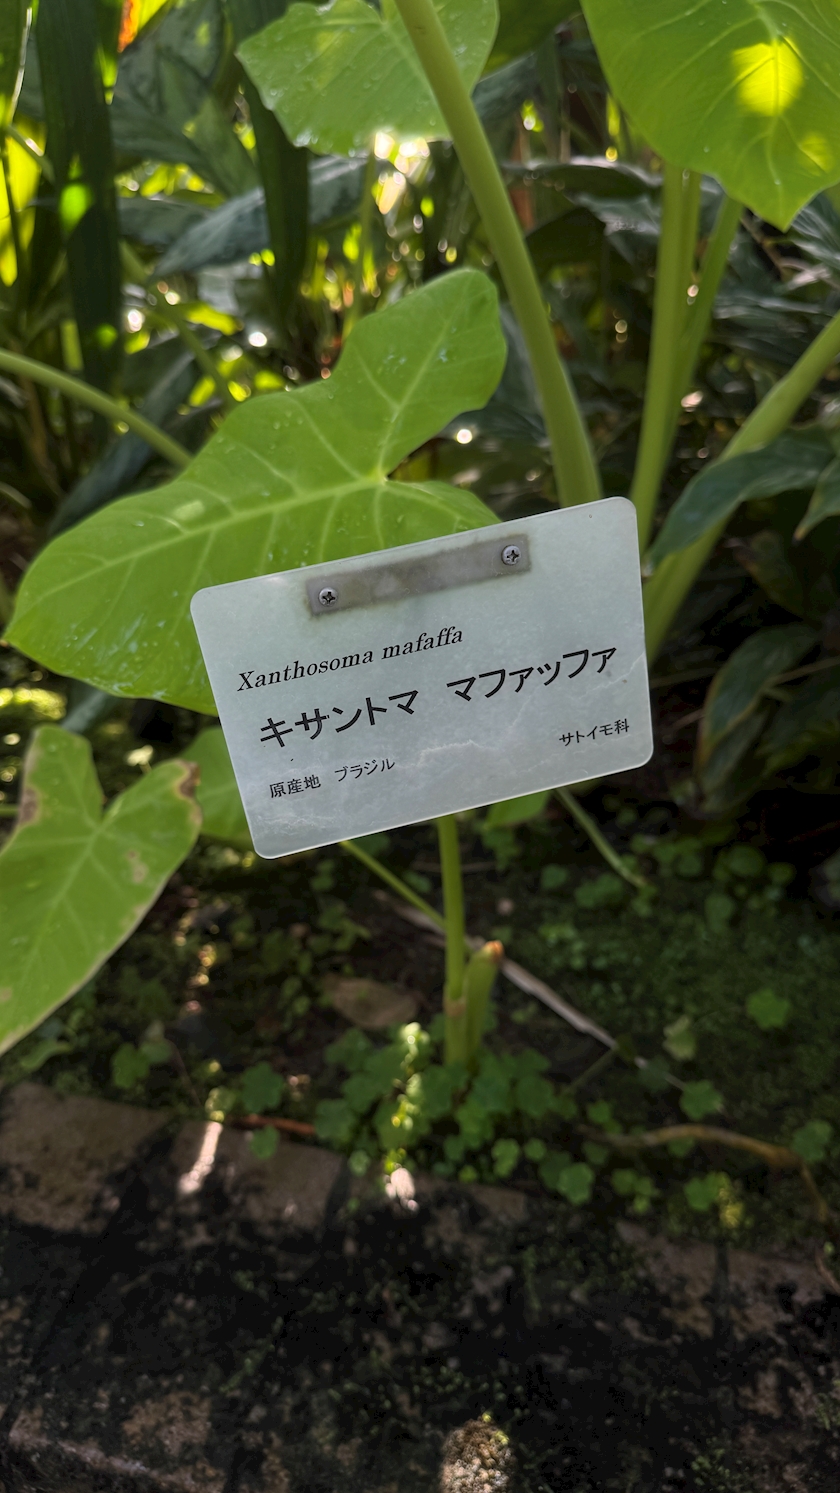 Xanthosoma mafaffa
キサントマ　マファッファ
原産地　ブラジル　サトイモ科